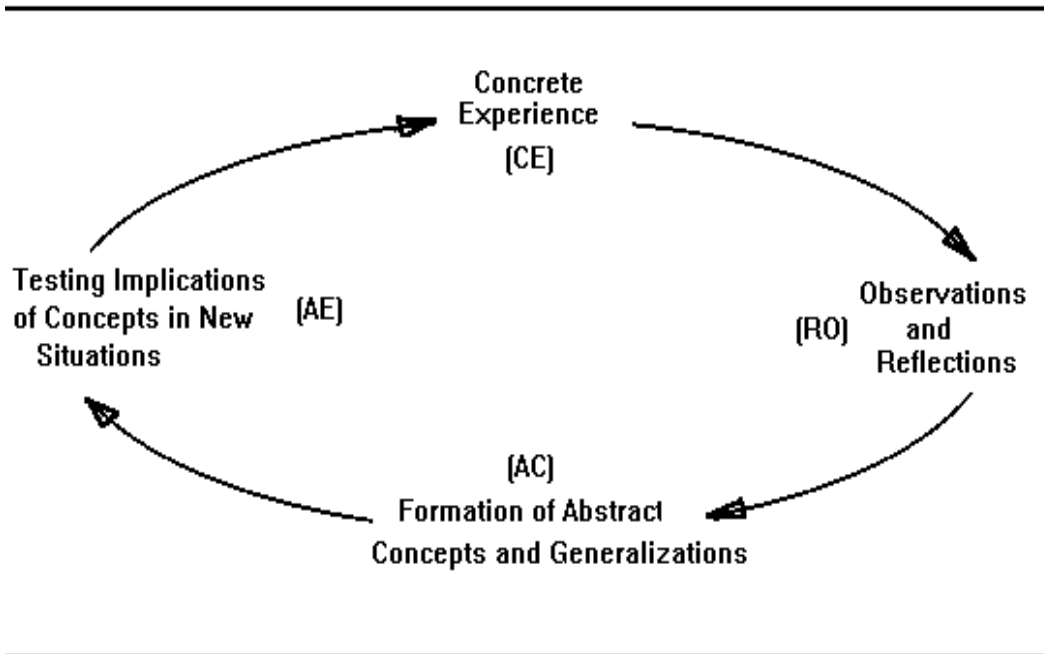 Concrete
Experience
(CE)
Testing Implications
of Concepts in New
Situations
(AE)
(RO)
Observations
and
Reflections
(AC)
Formation of Abstract
Concepts and Generalizations